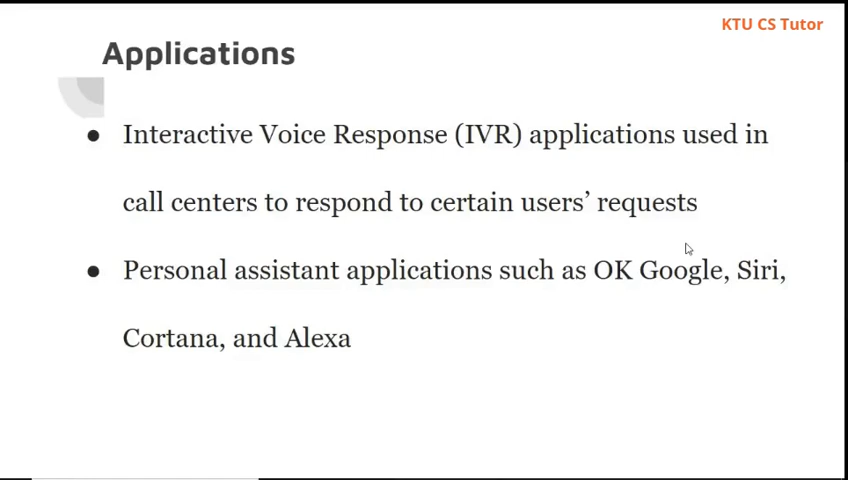 KTU CS Tutor
Applications
● Interactive Voice Response (IVR) applications used in
call centers to respond to certain users’ requests
● Personal assistant applications such as OK Google, Siri,
Cortana, and Alexa